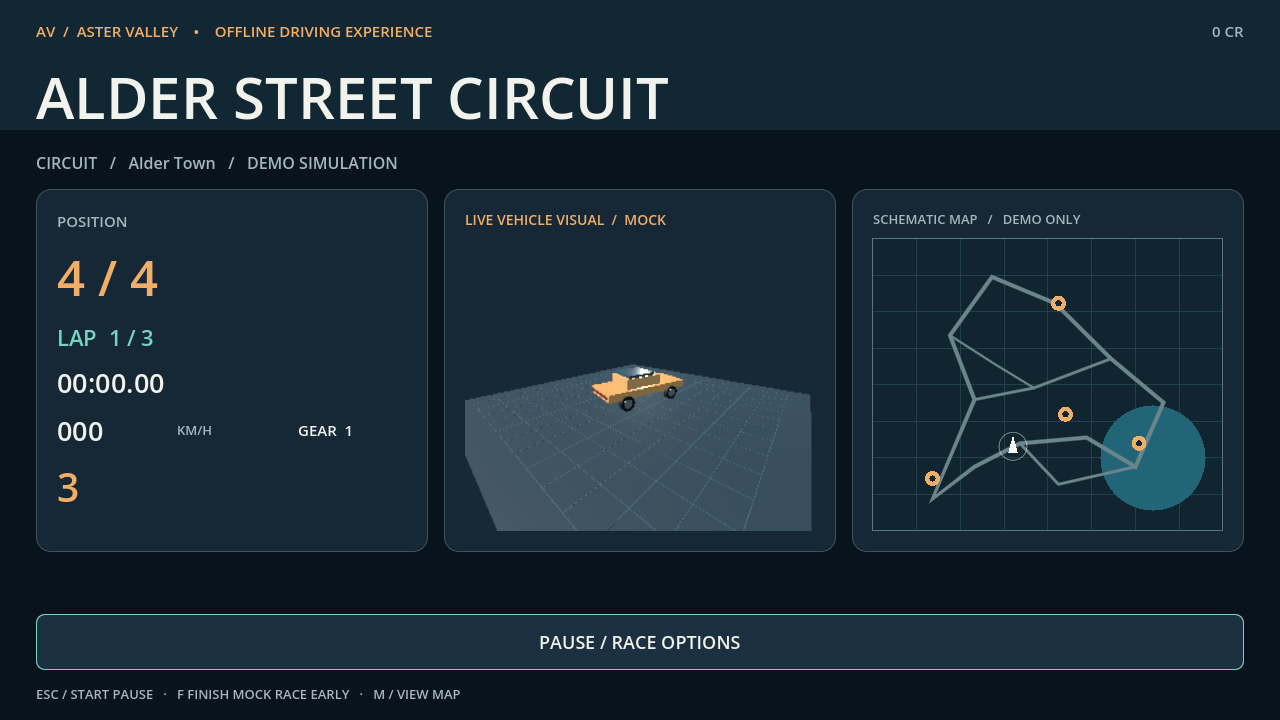 AV / ASTER VALLEY • OFFLINE DRIVING EXPERIENCE
0 CR
ALDER STREET CIRCUIT
CIRCUIT / Alder Town / DEMO SIMULATION
POSITION
4 / 4
LAP 1 / 3
00:00.00
000 KM/H GEAR 1
3
LIVE VEHICLE VISUAL / MOCK
SCHEMATIC MAP / DEMO ONLY
PAUSE / RACE OPTIONS
ESC / START PAUSE · F FINISH MOCK RACE EARLY · M / VIEW MAP